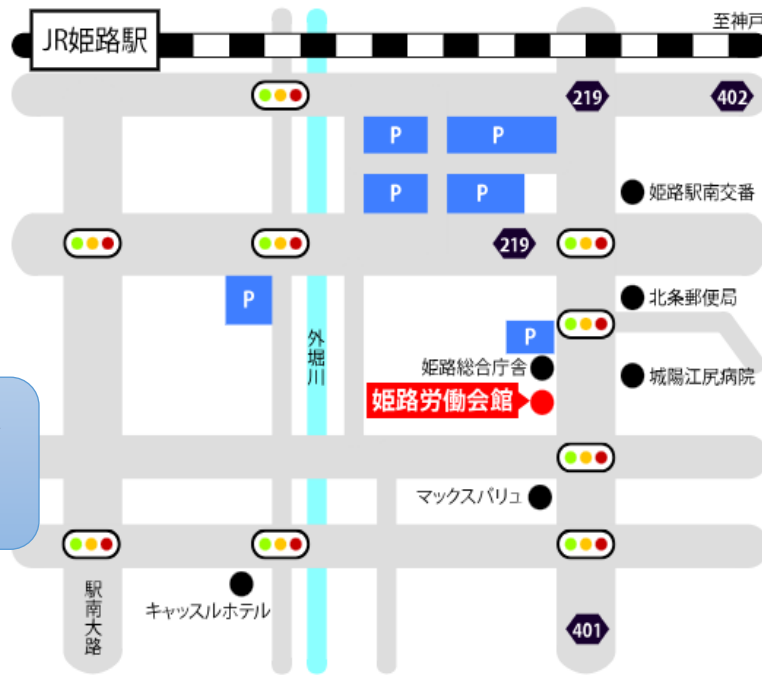 至神戸
JR姫路駅
219
402
P
P
P
P
姫路駅南交番
219
P
北条郵便局
P
外堀川
姫路総合庁舎
城陽江尻病院
姫路労働会館
マックスバリュ
駅南大路
キャッスルホテル
401